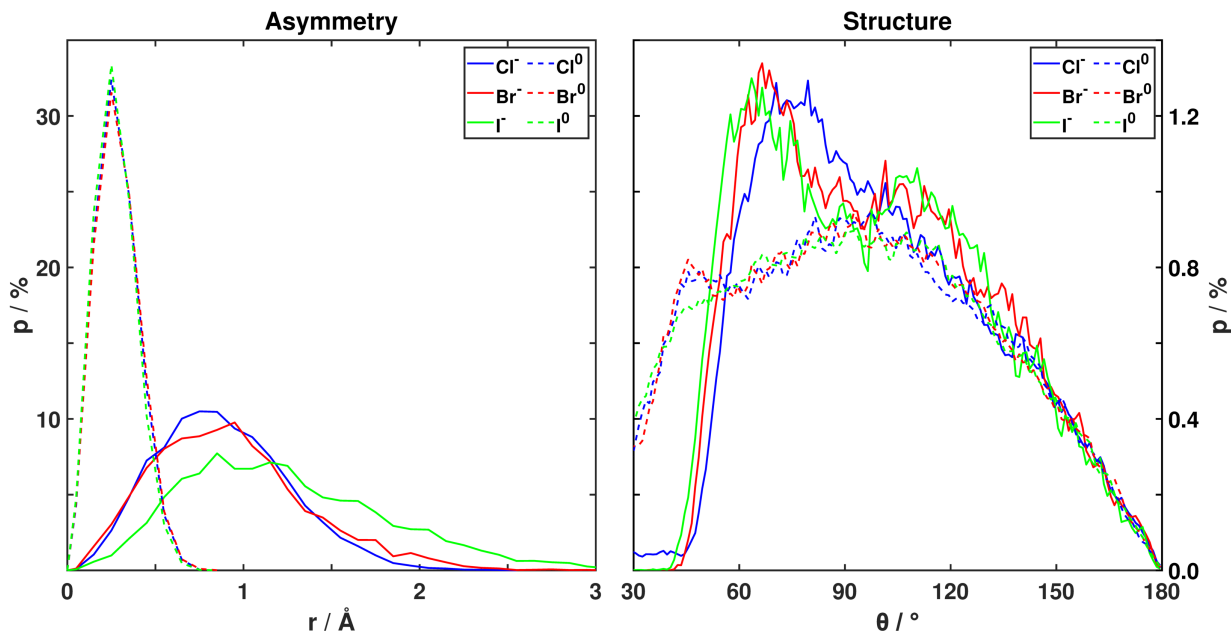 Asymmetry
Structure
Cl⁻ Cl⁰
Br⁻ Br⁰
I⁻ I⁰
Cl⁻ Cl⁰
Br⁻ Br⁰
I⁻ I⁰
p / %
30
20
10
0 1 2 3
r / Å
1.2
0.8
0.4
0.0
p / %
30 60 90 120 150 180
θ / °